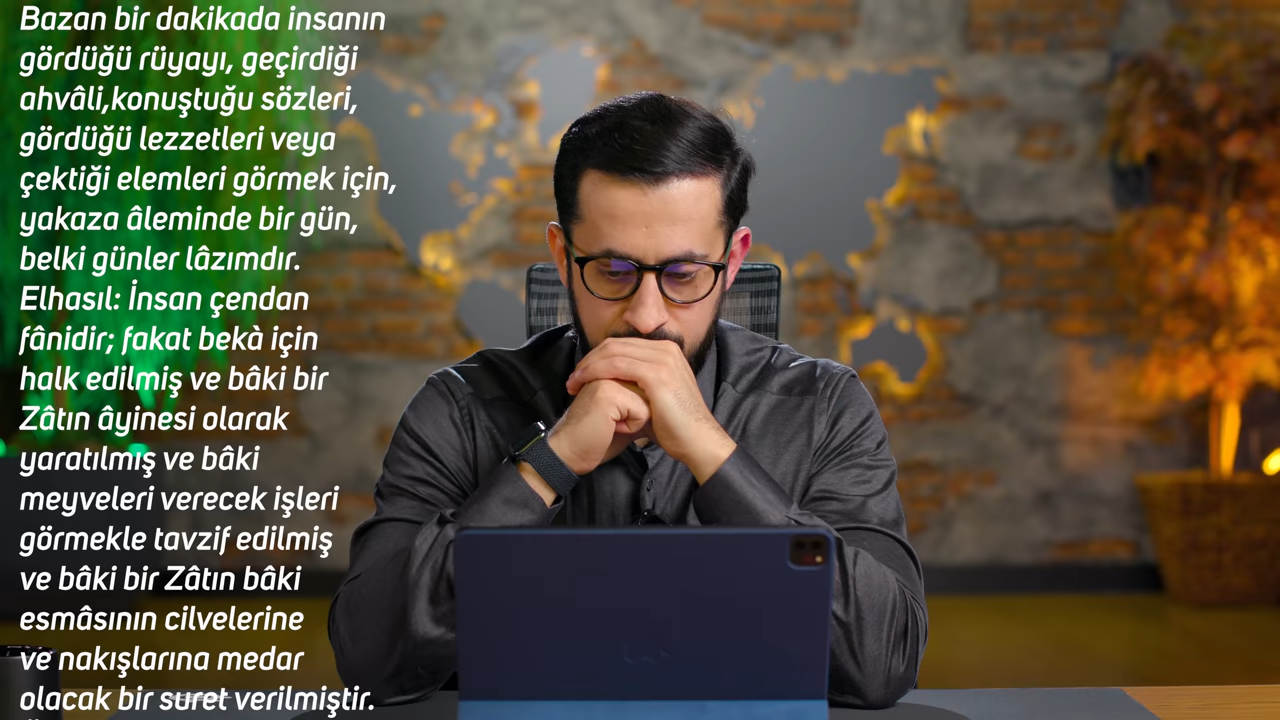 Bazan bir dakikada insanın
gördüğü rüyayı, geçirdiği
ahvâli,konuştuğu sözleri,
gördüğü lezzetleri veya
çektiği elemleri görmek için,
yakaza âleminde bir gün,
belki günler lâzımdır.
Elhasıl: İnsan çendan
fânidir; fakat bekà için
halk edilmiş ve bâki bir
Zâtın âyinesi olarak
yaratılmış ve bâki
meyveleri verecek işleri
görmekle tavzif edilmiş
ve bâki bir Zâtın bâki
esmâsının cilvelerine
ve nakışlarına medar
olacak bir suret verilmiştir.